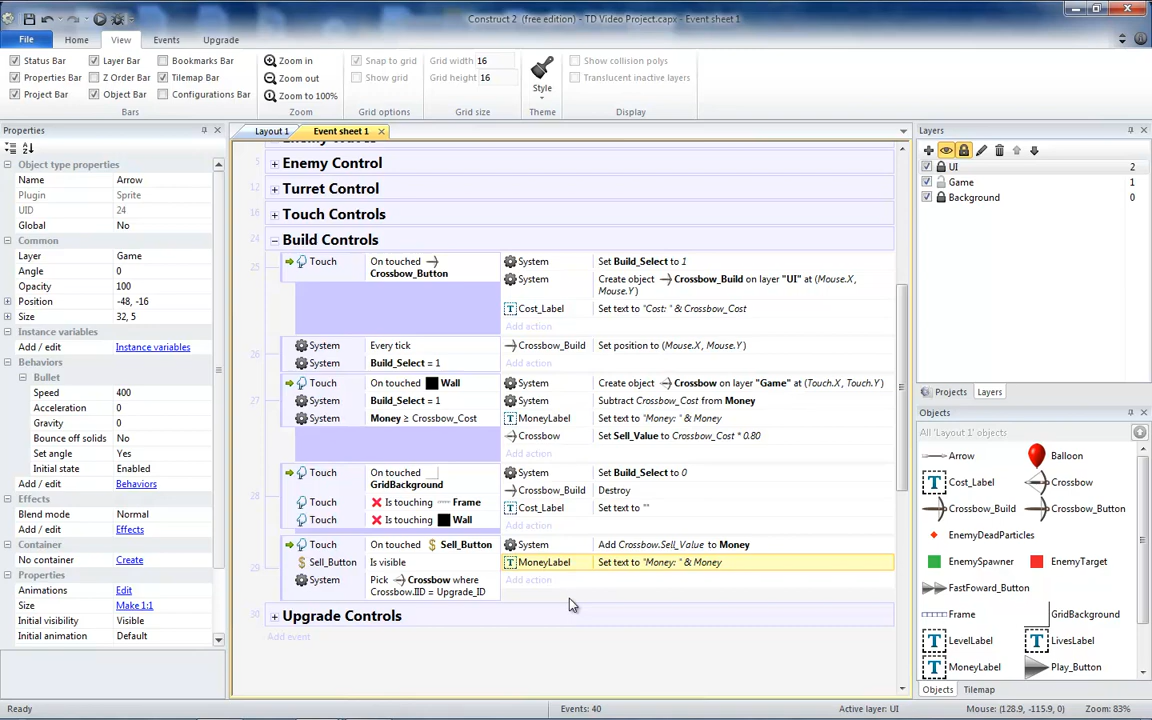 Construct 2 (free edition) - TD Video Project.capx - Event sheet 1
File Home View Events Upgrade
Status Bar Layer Bar Bookmarks Bar
Properties Bar Z Order Bar Tilemap Bar
Project Bar Object Bar Configurations Bar
Bars
Zoom in
Zoom out
Zoom to 100%
Zoom
Snap to grid Grid width 16
Show grid Grid height 16
Grid options Grid size
Style
Theme
Show collision polys
Translucent inactive layers
Display
Properties
Object type properties
Name Arrow
Plugin Sprite
UID 24
Global No
Common
Layer Game
Angle 0
Opacity 100
Position -48, -16
Size 32, 5
Instance variables
Add / edit Instance variables
Behaviors
Bullet
Speed 400
Acceleration 0
Gravity 0
Bounce off solids No
Set angle Yes
Initial state Enabled
Add / edit Behaviors
Effects
Blend mode Normal
Add / edit Effects
Container
No container Create
Properties
Animations Edit
Size Make 1:1
Initial visibility Visible
Initial animation Default
Layout 1 Event sheet 1
5 Enemy Control
12 Turret Control
16 Touch Controls
24 Build Controls
25 Touch On touched Crossbow_Button
System Set Build_Select to 1
System Create object Crossbow_Build on layer "UI" at (Mouse.X, Mouse.Y)
Cost_Label Set text to "Cost: " & Crossbow_Cost
Add action
26 System Every tick
System Build_Select = 1
Crossbow_Build Set position to (Mouse.X, Mouse.Y)
Add action
27 Touch On touched Wall
System Build_Select = 1
System Money ≥ Crossbow_Cost
System Create object Crossbow on layer "Game" at (Touch.X, Touch.Y)
System Subtract Crossbow_Cost from Money
MoneyLabel Set text to "Money: " & Money
Crossbow Set Sell_Value to Crossbow_Cost * 0.80
Add action
28 Touch On touched GridBackground
Touch Is touching Frame
Touch Is touching Wall
System Set Build_Select to 0
Crossbow_Build Destroy
Cost_Label Set text to ""
Add action
29 Touch On touched Sell_Button
Sell_Button Is visible
System Pick Crossbow where Crossbow.IID = Upgrade_ID
System Add Crossbow.Sell_Value to Money
MoneyLabel Set text to "Money: " & Money
Add action
30 Upgrade Controls
Add event
Layers
UI 2
Game 1
Background 0
Projects Layers
Objects
All 'Layout 1' objects
Arrow Balloon
Cost_Label Crossbow
Crossbow_Build Crossbow_Button
EnemyDeadParticles
EnemySpawner EnemyTarget
FastFoward_Button
Frame GridBackground
LevelLabel LivesLabel
MoneyLabel Play_Button
Objects Tilemap
Ready Events: 40 Active layer: UI Mouse: (128.9, -115.9, 0) Zoom: 83%